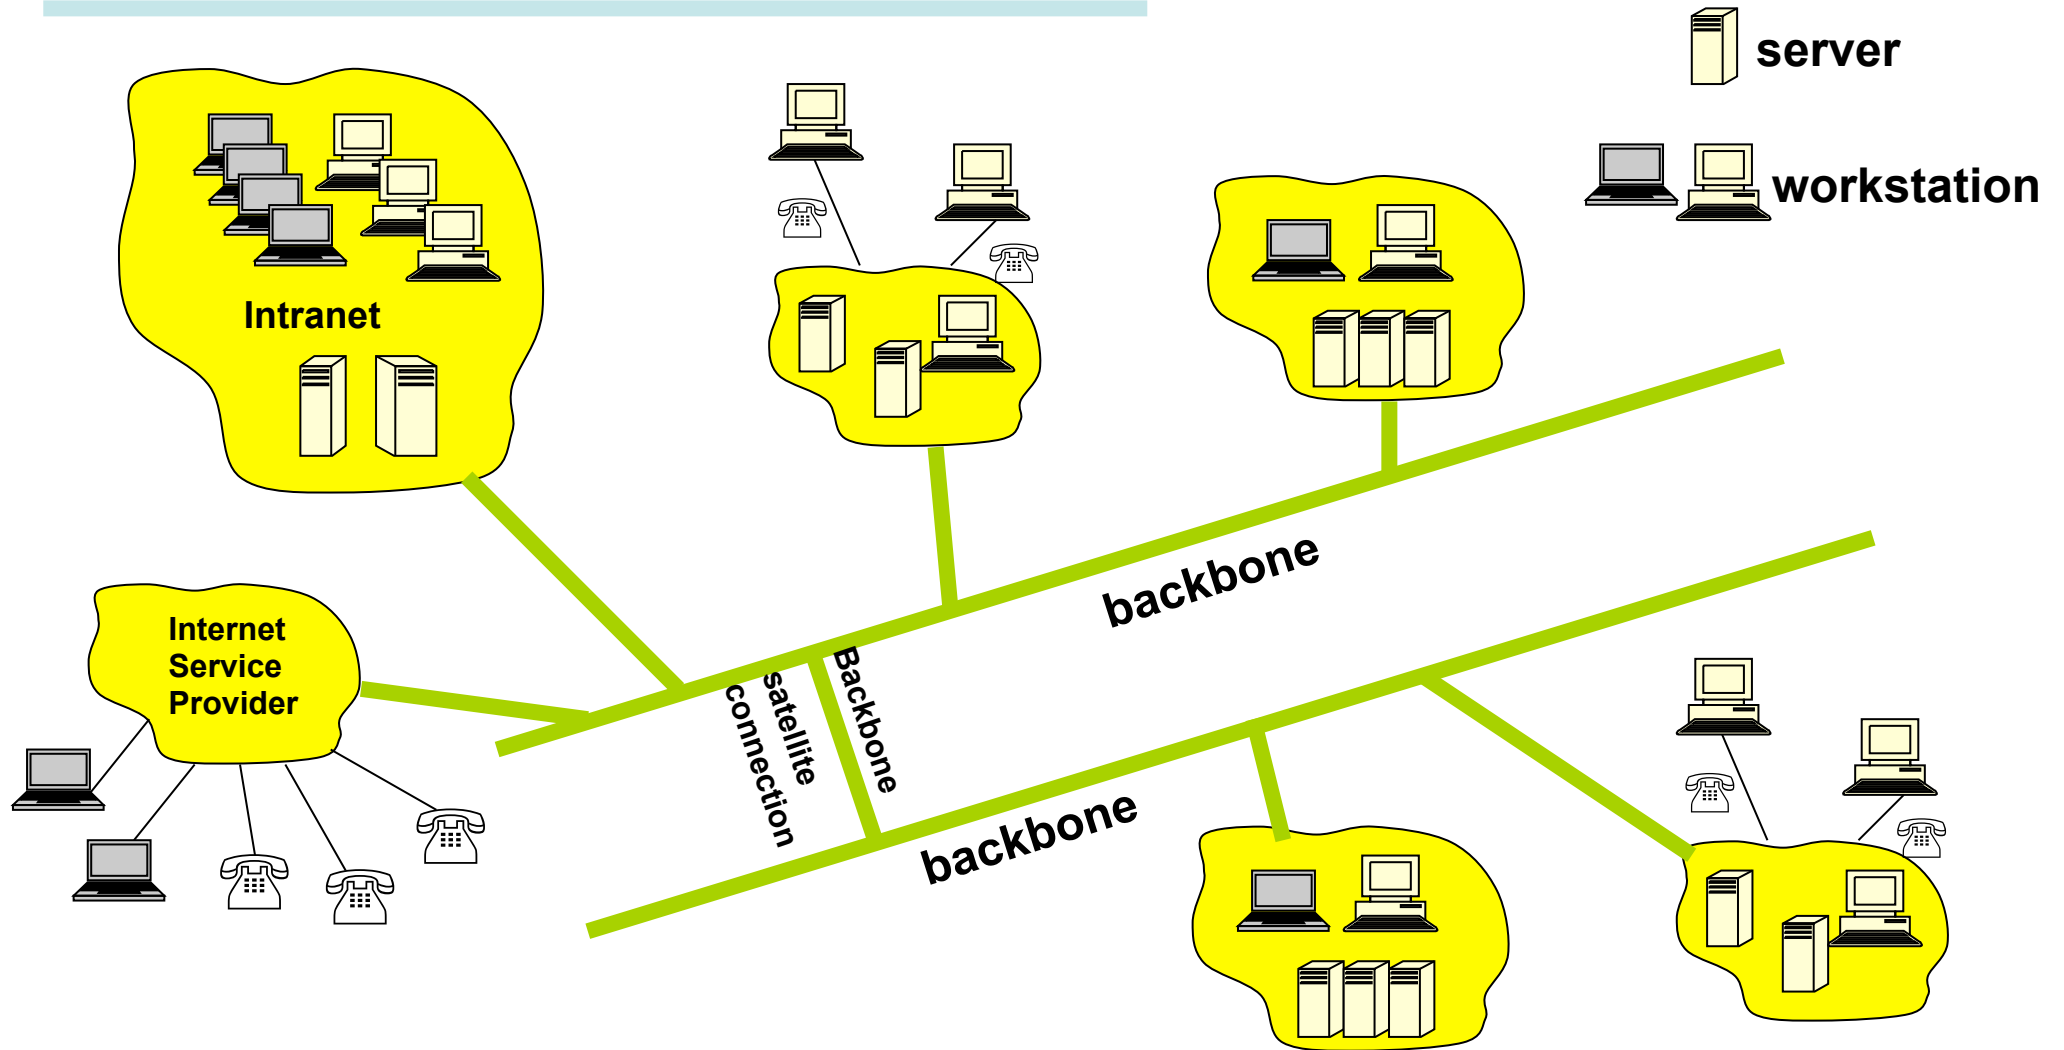 server
workstation
Intranet
backbone
Internet
Service
Provider
Backbone
satellite
connection
backbone